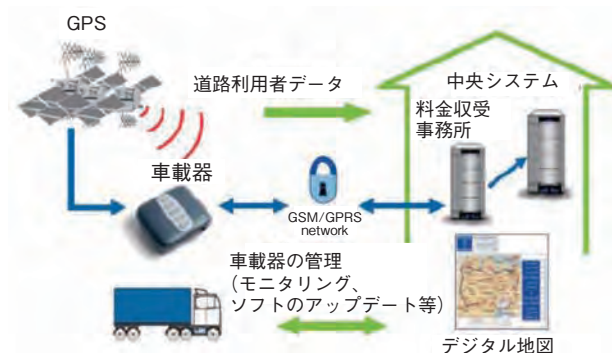 GPS
道路利用者データ
中央システム
料金収受
事務所
車載器
GSM/GPRS
network
車載器の管理
(モニタリング、
ソフトのアップデート等)
デジタル地図